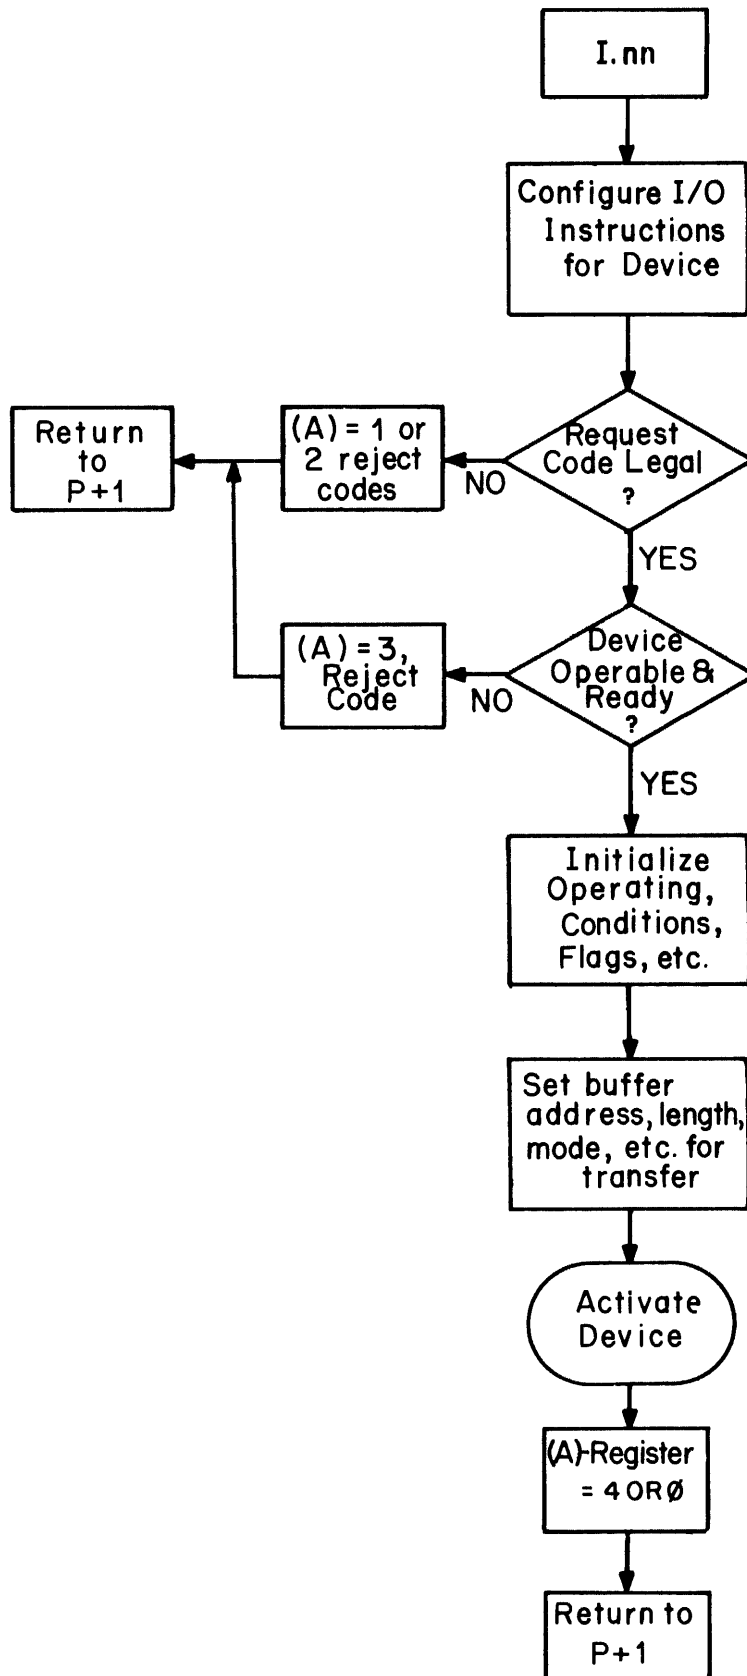 I.nn
Configure I/O
Instructions
for Device
Return
to
P+1
(A) = 1 or
2 reject
codes
NO
Request
Code Legal
?
YES
(A) = 3,
Reject
Code
NO
Device
Operable &
Ready
?
YES
Initialize
Operating,
Conditions,
Flags, etc.
Set buffer
address, length,
mode, etc. for
transfer
Activate
Device
(A)-Register
= 4 OR Ø
Return to
P+1